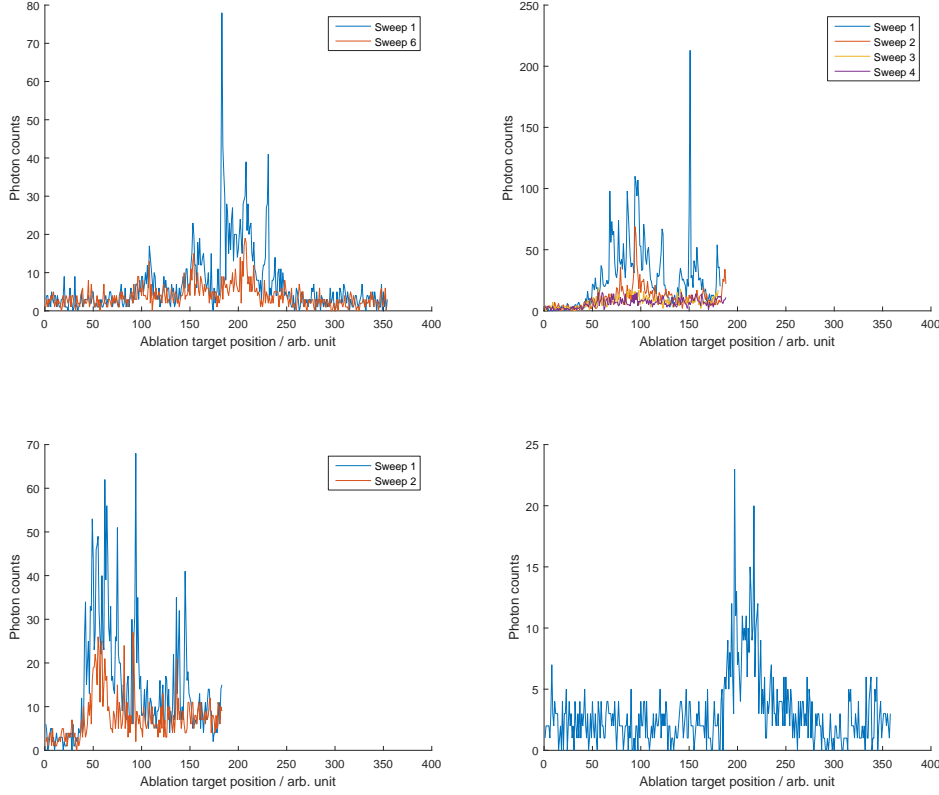 80
70
60
50
40
30
20
10
0
Photon counts
Sweep 1
Sweep 6
0 50 100 150 200 250 300 350 400
Ablation target position / arb. unit
250
200
150
100
50
0
Photon counts
Sweep 1
Sweep 2
Sweep 3
Sweep 4
0 50 100 150 200 250 300 350 400
Ablation target position / arb. unit
70
60
50
40
30
20
10
0
Photon counts
Sweep 1
Sweep 2
0 50 100 150 200 250 300 350 400
Ablation target position / arb. unit
25
20
15
10
5
0
Photon counts
0 50 100 150 200 250 300 350 400
Ablation target position / arb. unit